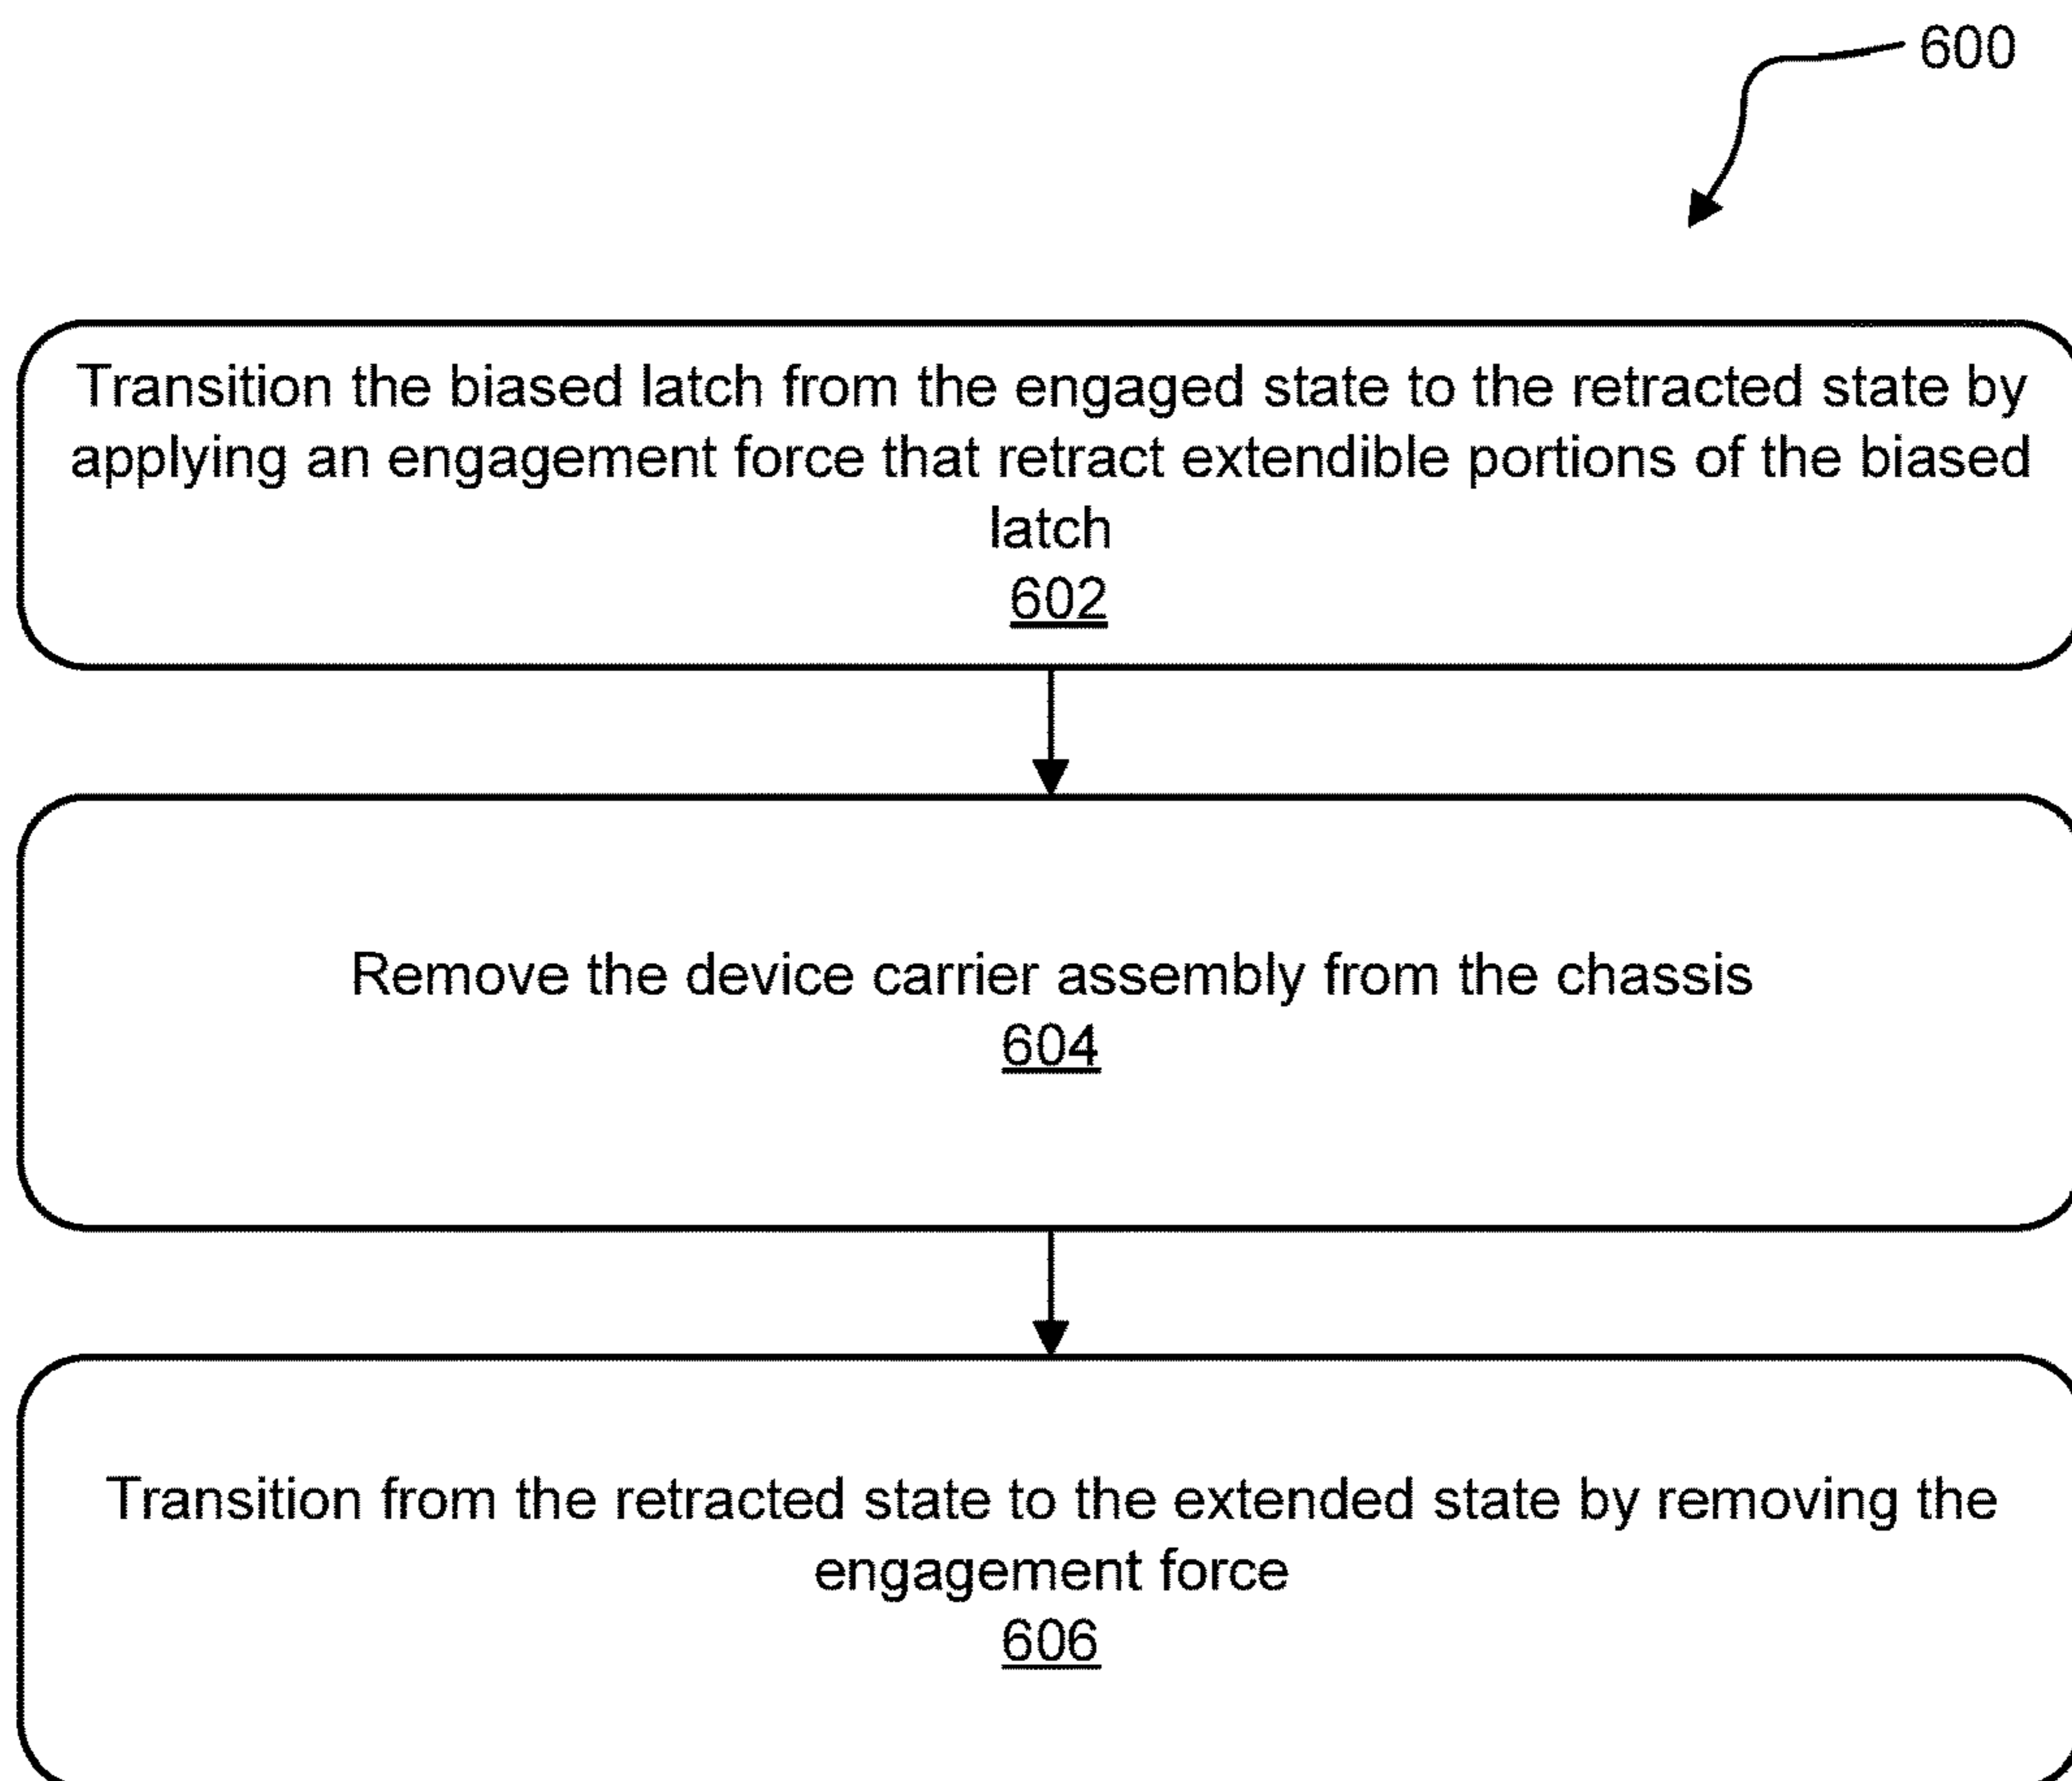 600
Transition the biased latch from the engaged state to the retracted state by
applying an engagement force that retract extendible portions of the biased
latch
602
Remove the device carrier assembly from the chassis
604
Transition from the retracted state to the extended state by removing the
engagement force
606